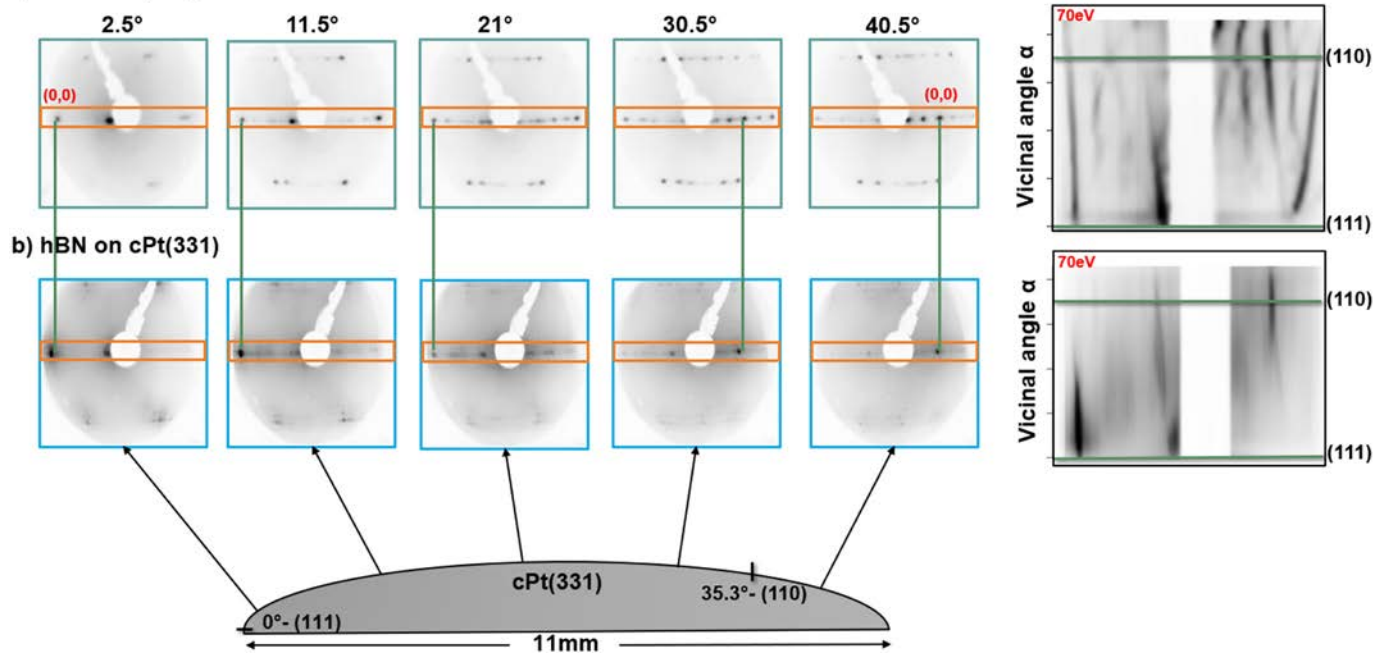 2.5° 11.5° 21° 30.5° 40.5°
(0,0) (0,0)
70eV
(110)
Vicinal angle α
(111)
b) hBN on cPt(331)
70eV
(110)
Vicinal angle α
(111)
cPt(331)
35.3°- (110)
0°- (111)
11mm